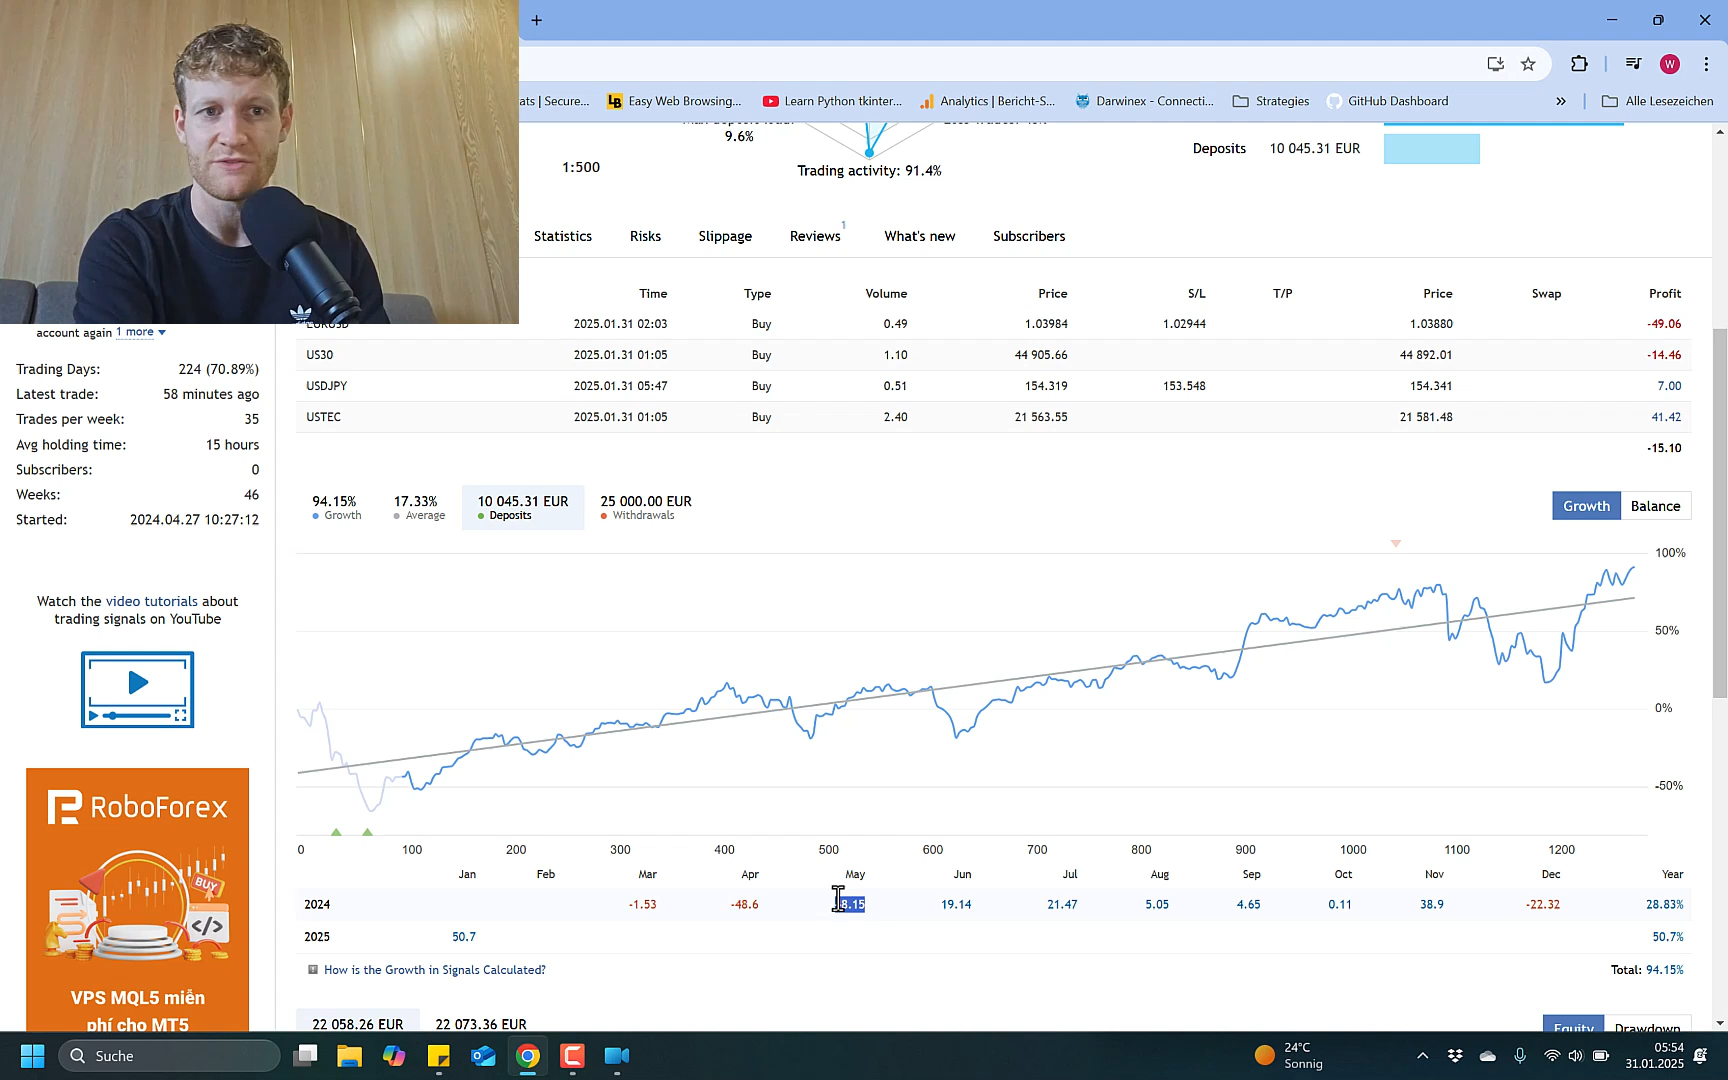 ats | Secure...
Easy Web Browsing...
Learn Python tkinter...
Analytics | Bericht-S...
Darwinex - Connecti...
Strategies
GitHub Dashboard
»
Alle Lesezeichen
W
9.6%
1:500
Trading activity: 91.4%
Deposits 10 045.31 EUR
Statistics Risks Slippage Reviews 1 What's new Subscribers
Time Type Volume Price S/L T/P Price Swap Profit
EURUSD 2025.01.31 02:03 Buy 0.49 1.03984 1.02944 1.03880 -49.06
US30 2025.01.31 01:05 Buy 1.10 44 905.66 44 892.01 -14.46
USDJPY 2025.01.31 05:47 Buy 0.51 154.319 153.548 154.341 7.00
USTEC 2025.01.31 01:05 Buy 2.40 21 563.55 21 581.48 41.42
-15.10
account again 1 more
Trading Days: 224 (70.89%)
Latest trade: 58 minutes ago
Trades per week: 35
Avg holding time: 15 hours
Subscribers: 0
Weeks: 46
Started: 2024.04.27 10:27:12
Watch the video tutorials about
trading signals on YouTube
RoboForex
BUY
</>
VPS MQL5 miễn
phí cho MT5
94.15% 17.33% 10 045.31 EUR 25 000.00 EUR
Growth Average Deposits Withdrawals
Growth Balance
100%
50%
0%
-50%
0 100 200 300 400 500 600 700 800 900 1000 1100 1200
Jan Feb Mar Apr May Jun Jul Aug Sep Oct Nov Dec Year
2024 -1.53 -48.6 8.15 19.14 21.47 5.05 4.65 0.11 38.9 -22.32 28.83%
2025 50.7 50.7%
How is the Growth in Signals Calculated?
Total: 94.15%
22 058.26 EUR 22 073.36 EUR
Equity Drawdown
Suche
24°C
Sonnig
05:54
31.01.2025